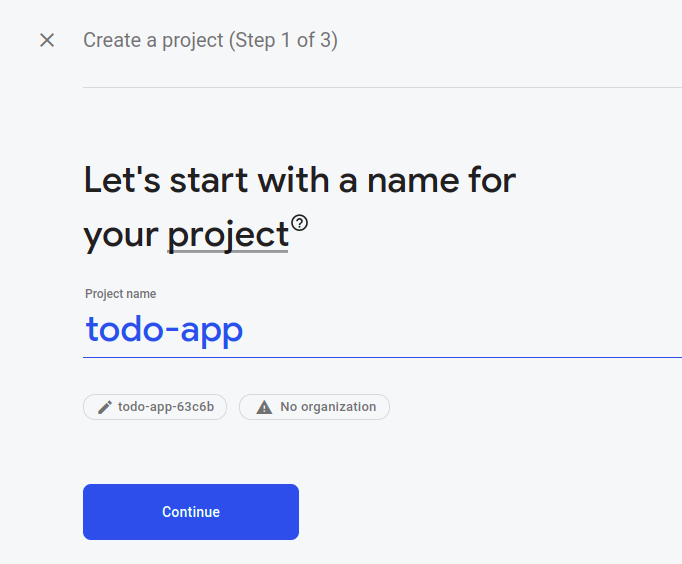 Create a project (Step 1 of 3)
Let's start with a name for
your project
Project name
todo-app
todo-app-63c6b
No organization
Continue